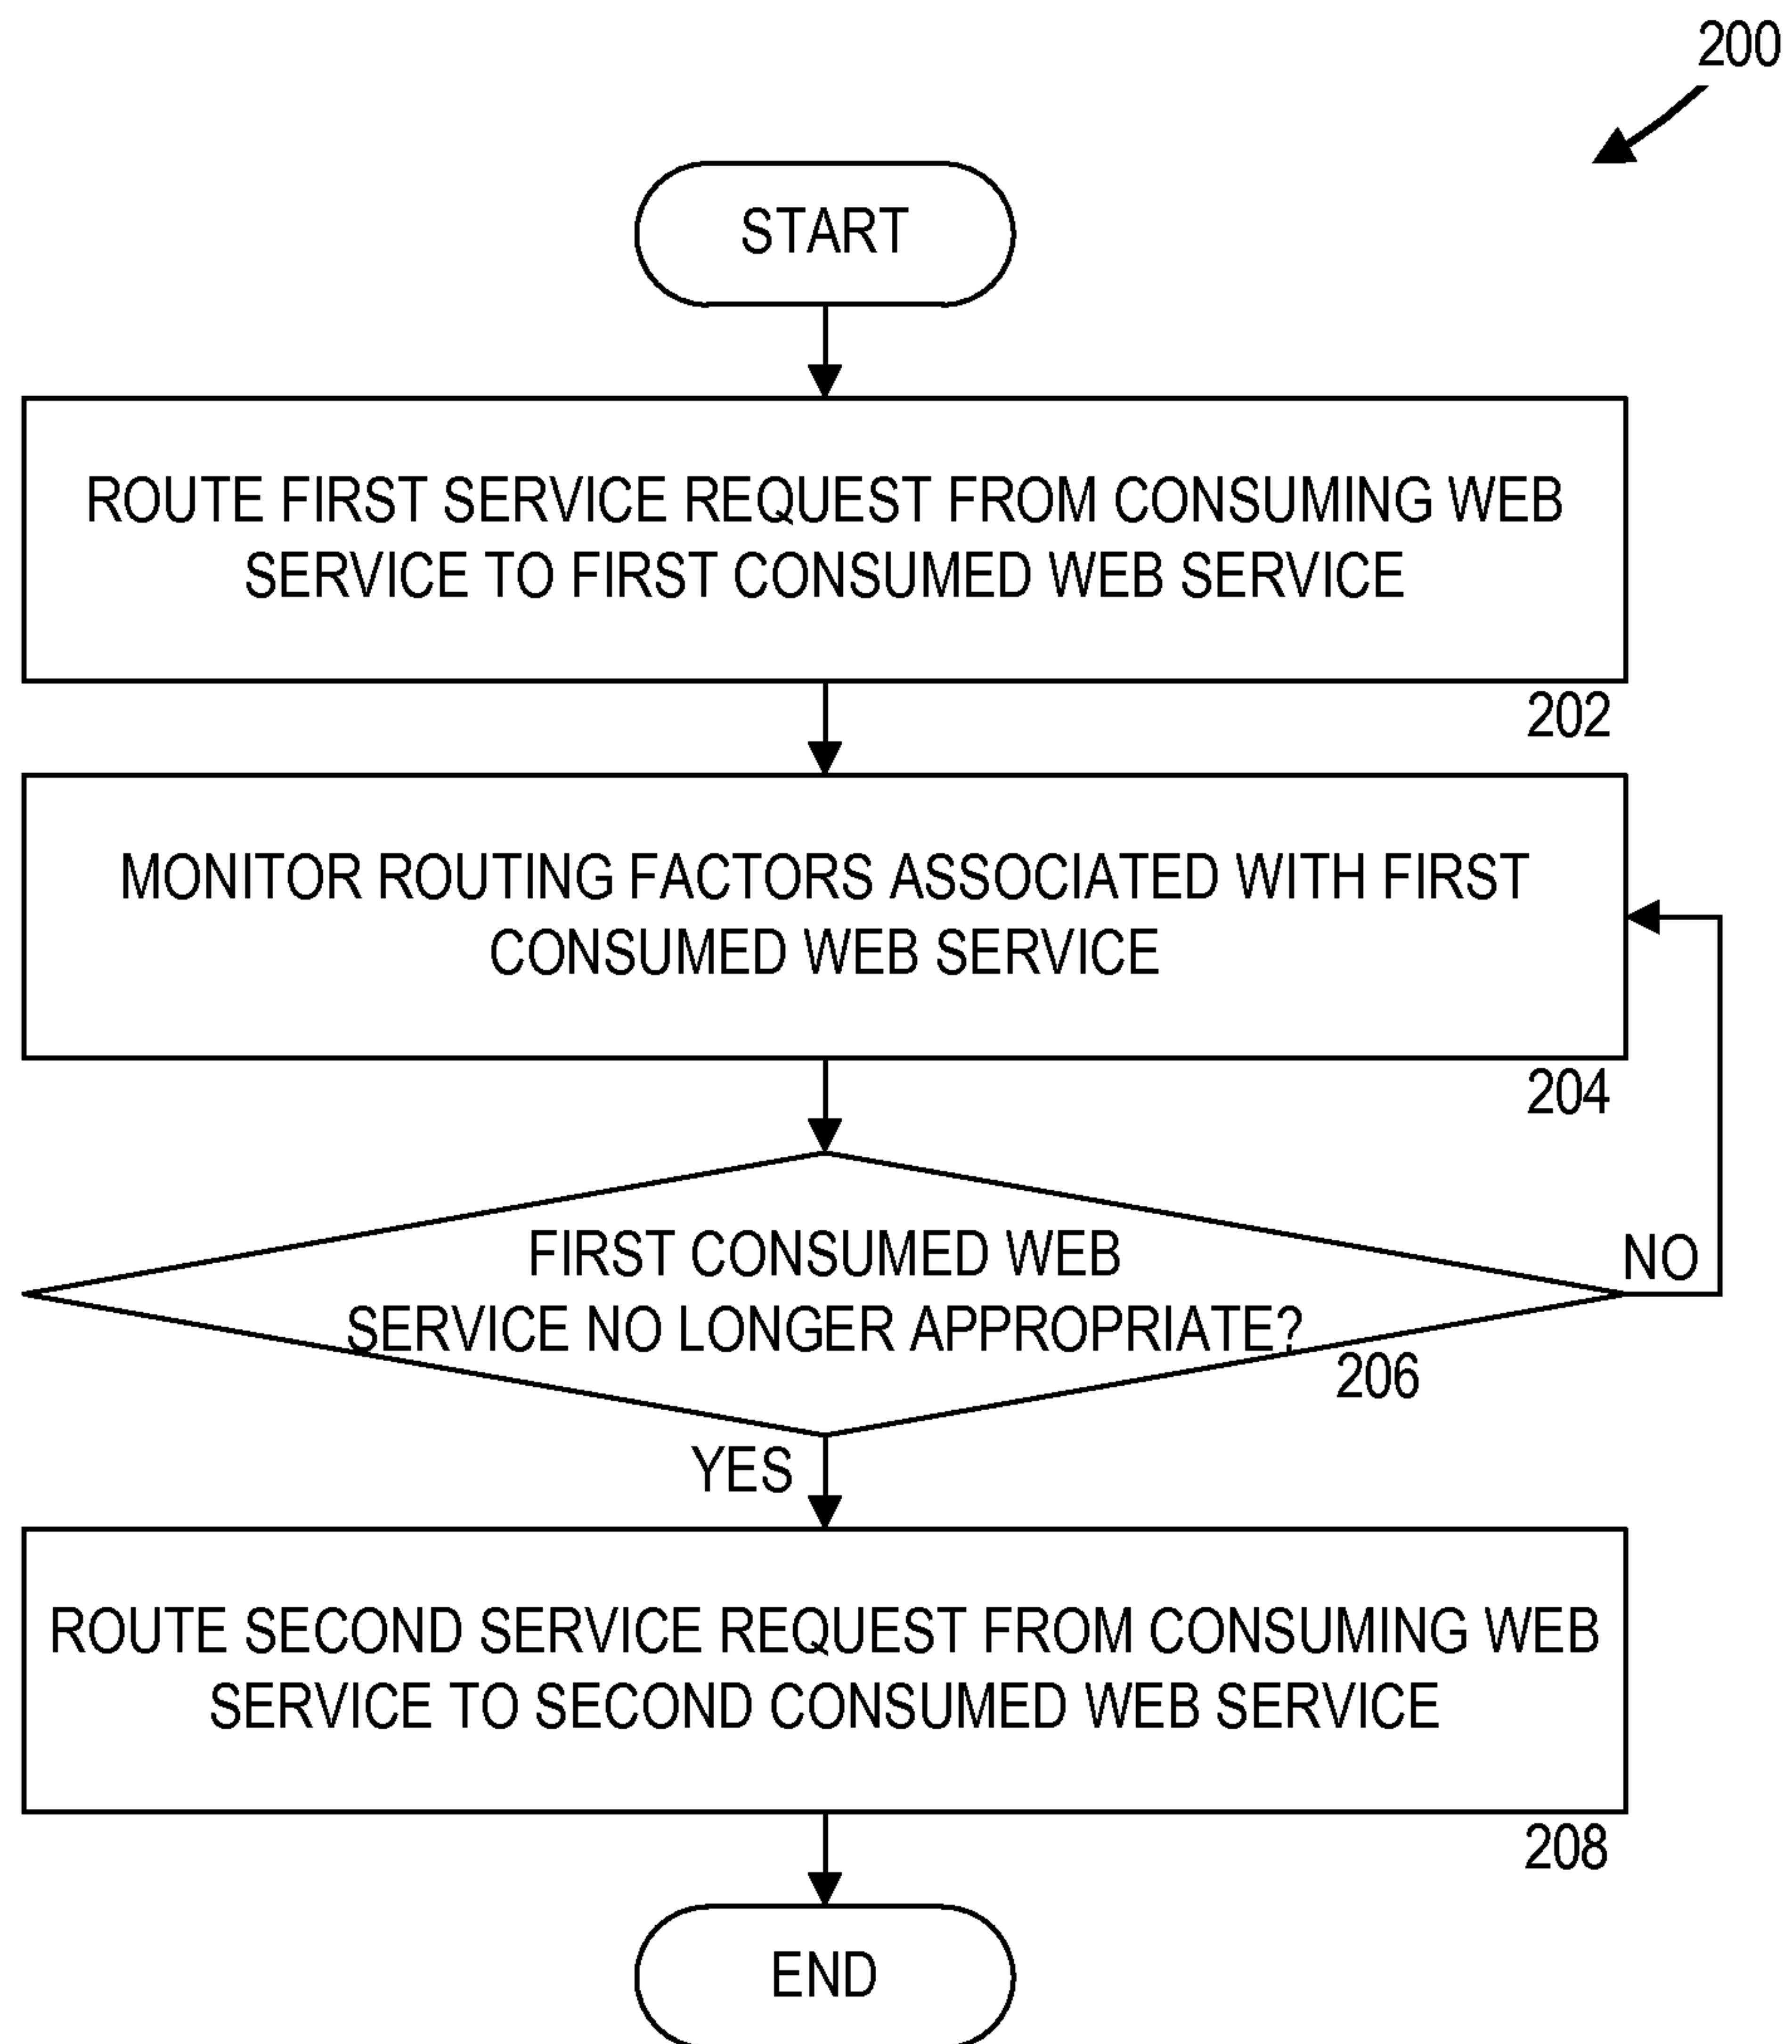 200
START
ROUTE FIRST SERVICE REQUEST FROM CONSUMING WEB
SERVICE TO FIRST CONSUMED WEB SERVICE
202
MONITOR ROUTING FACTORS ASSOCIATED WITH FIRST
CONSUMED WEB SERVICE
204
FIRST CONSUMED WEB
SERVICE NO LONGER APPROPRIATE?
NO
206
YES
ROUTE SECOND SERVICE REQUEST FROM CONSUMING WEB
SERVICE TO SECOND CONSUMED WEB SERVICE
208
END